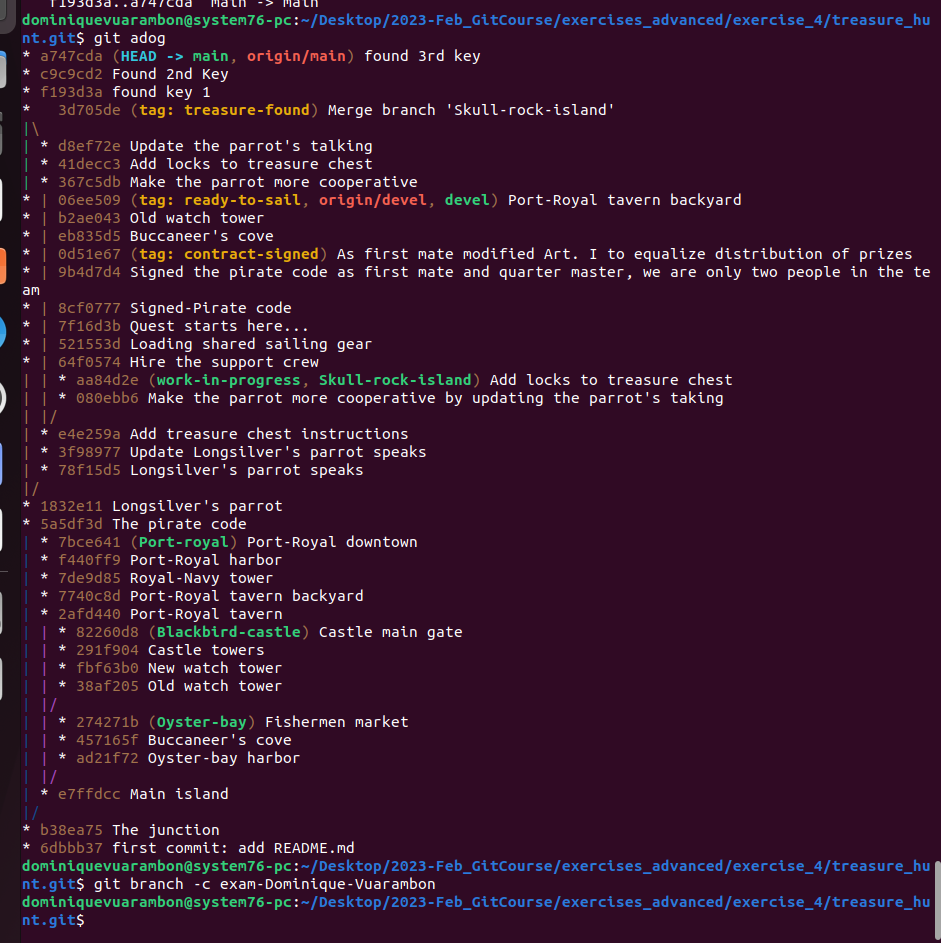 f193d3a..a747cda  main -> main
dominiquevuarambon@system76-pc:~/Desktop/2023-Feb_GitCourse/exercises_advanced/exercise_4/treasure_hu
nt.git$ git adog
* a747cda (HEAD -> main, origin/main) found 3rd key
* c9c9cd2 Found 2nd Key
* f193d3a found key 1
*   3d705de (tag: treasure-found) Merge branch 'Skull-rock-island'
|\
| * d8ef72e Update the parrot's talking
| * 41decc3 Add locks to treasure chest
| * 367c5db Make the parrot more cooperative
* | 06ee509 (tag: ready-to-sail, origin/devel, devel) Port-Royal tavern backyard
* | b2ae043 Old watch tower
* | eb835d5 Buccaneer's cove
* | 0d51e67 (tag: contract-signed) As first mate modified Art. I to equalize distribution of prizes
* | 9b4d7d4 Signed the pirate code as first mate and quarter master, we are only two people in the te
am
* | 8cf0777 Signed-Pirate code
* | 7f16d3b Quest starts here...
* | 521553d Loading shared sailing gear
* | 64f0574 Hire the support crew
| | * aa84d2e (work-in-progress, Skull-rock-island) Add locks to treasure chest
| | * 080ebb6 Make the parrot more cooperative by updating the parrot's taking
| |/
| * e4e259a Add treasure chest instructions
| * 3f98977 Update Longsilver's parrot speaks
| * 78f15d5 Longsilver's parrot speaks
|/
* 1832e11 Longsilver's parrot
* 5a5df3d The pirate code
| * 7bce641 (Port-royal) Port-Royal downtown
| * f440ff9 Port-Royal harbor
| * 7de9d85 Royal-Navy tower
| * 7740c8d Port-Royal tavern backyard
| * 2afd440 Port-Royal tavern
| | * 82260d8 (Blackbird-castle) Castle main gate
| | * 291f904 Castle towers
| | * fbf63b0 New watch tower
| | * 38af205 Old watch tower
| |/
| | * 274271b (Oyster-bay) Fishermen market
| | * 457165f Buccaneer's cove
| | * ad21f72 Oyster-bay harbor
| |/
| * e7ffdcc Main island
|/
* b38ea75 The junction
* 6dbbb37 first commit: add README.md
dominiquevuarambon@system76-pc:~/Desktop/2023-Feb_GitCourse/exercises_advanced/exercise_4/treasure_hu
nt.git$ git branch -c exam-Dominique-Vuarambon
dominiquevuarambon@system76-pc:~/Desktop/2023-Feb_GitCourse/exercises_advanced/exercise_4/treasure_hu
nt.git$